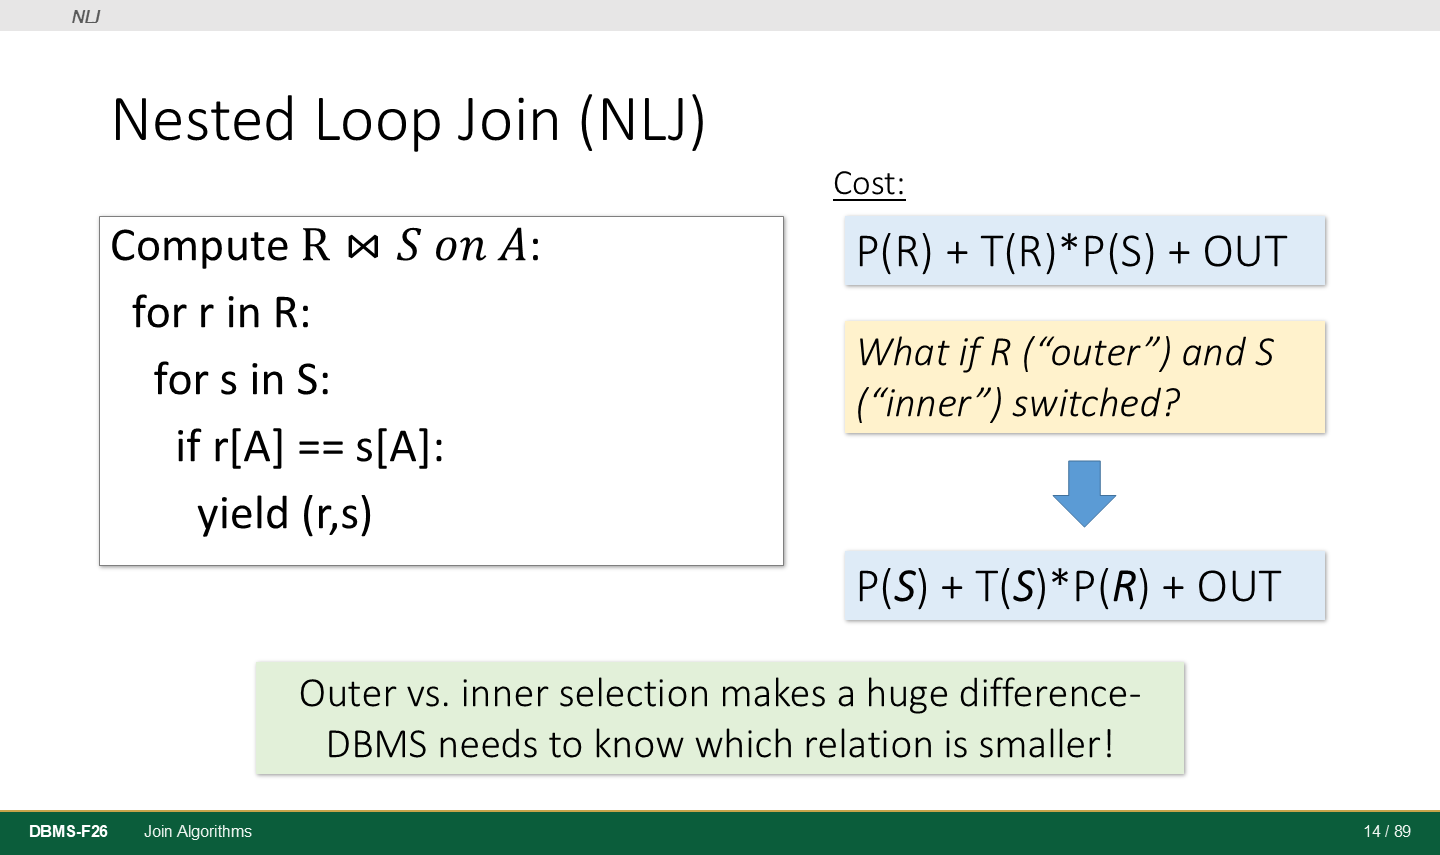 NLJ
Nested Loop Join (NLJ)
Compute R ⋈ S on A:
for r in R:
for s in S:
if r[A] == s[A]:
yield (r,s)
Cost:
P(R) + T(R)*P(S) + OUT
What if R (“outer”) and S
(“inner”) switched?
P(S) + T(S)*P(R) + OUT
Outer vs. inner selection makes a huge difference-
DBMS needs to know which relation is smaller!
DBMS-F26 Join Algorithms 14 / 89